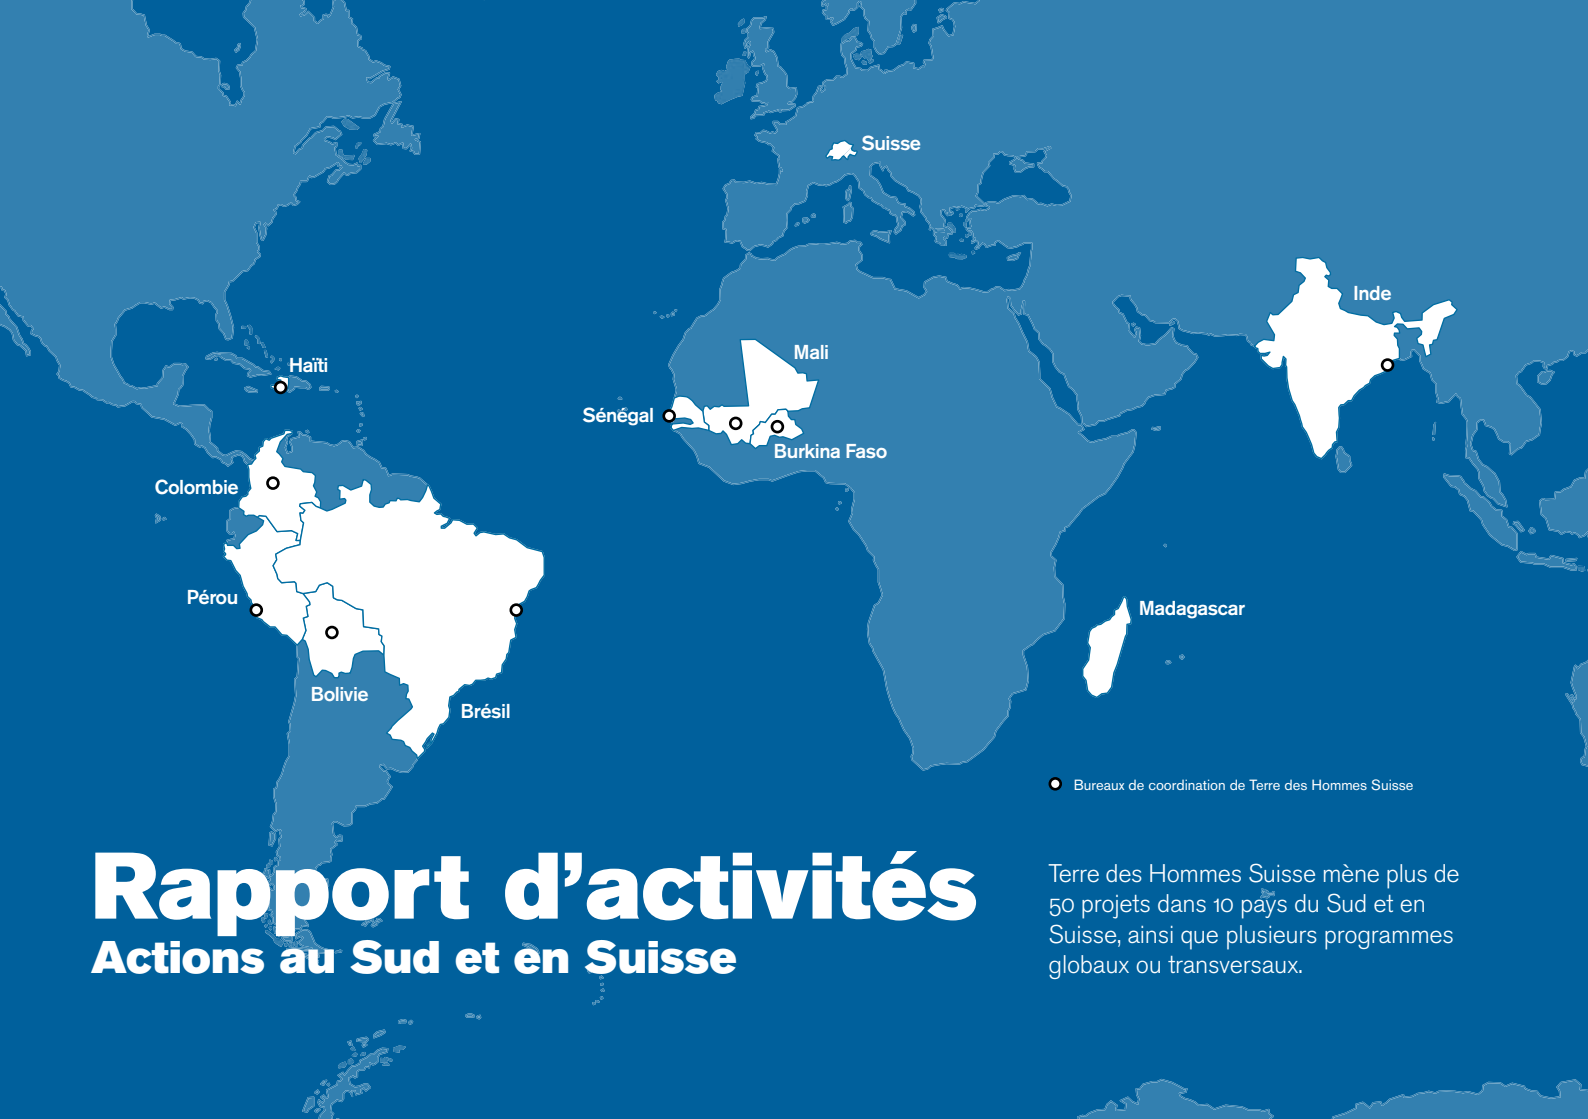 Suisse
Inde
Haïti
Mali
Sénégal
Burkina Faso
Colombie
Pérou
Madagascar
Bolivie
Brésil
Bureaux de coordination de Terre des Hommes Suisse
Rapport d’activités
Actions au Sud et en Suisse
Terre des Hommes Suisse mène plus de
50 projets dans 10 pays du Sud et en
Suisse, ainsi que plusieurs programmes
globaux ou transversaux.